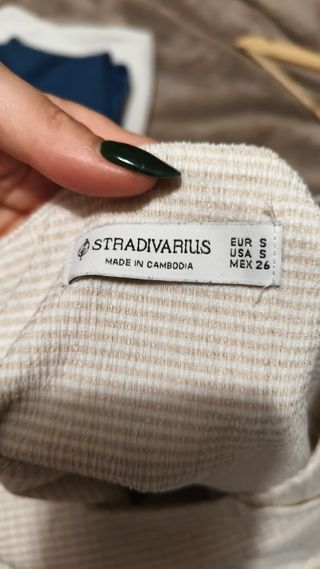 STRADIVARIUS
MADE IN CAMBODIA
EUR S
USA S
MEX 26